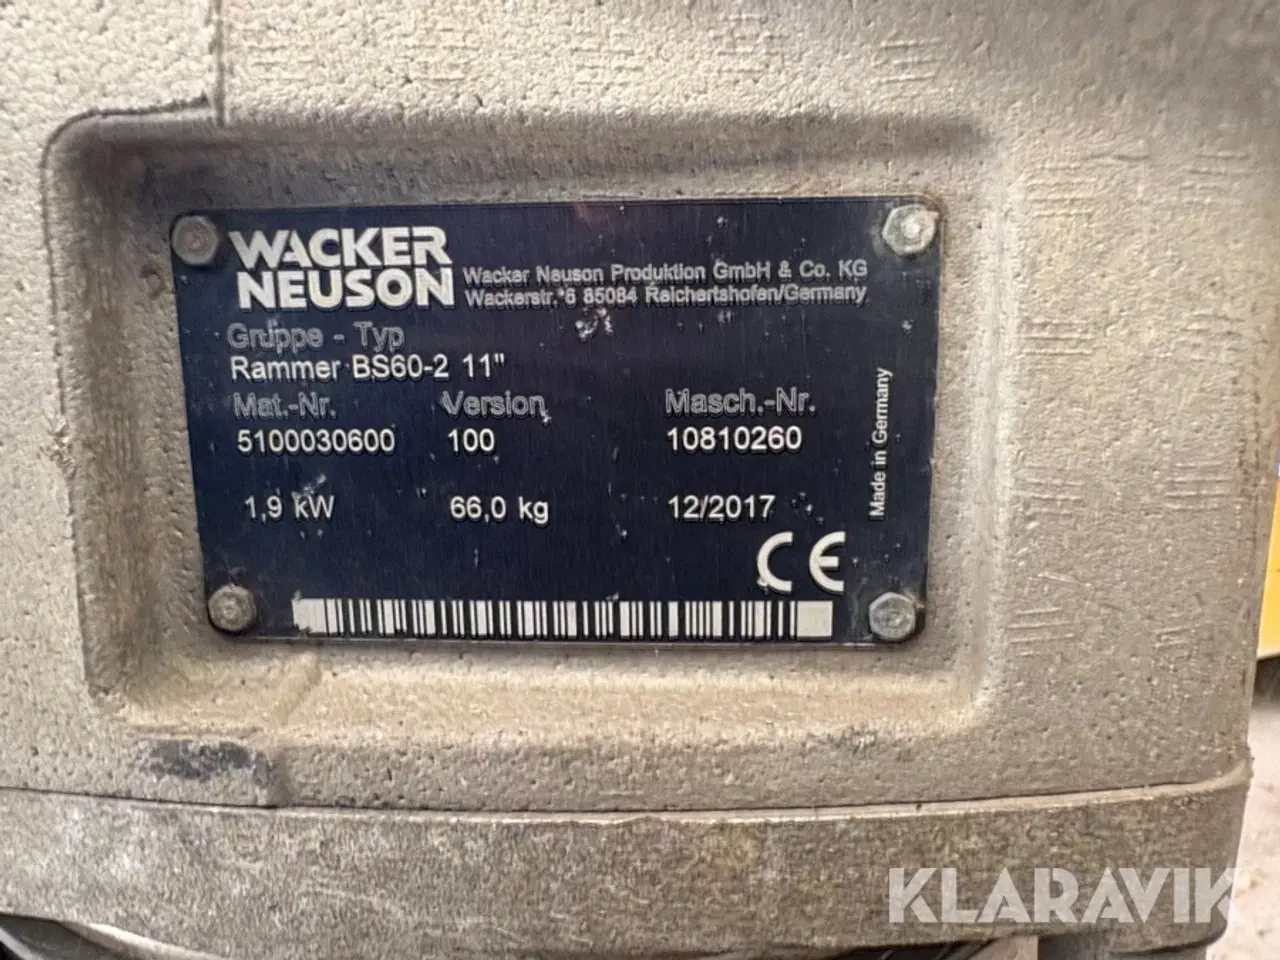 WACKER
NEUSON
Wacker Neuson Produktion GmbH & Co. KG
Wackerstr. 6 85084 Reichertshofen/Germany
Gruppe - Typ
Rammer BS60-2 11"
Mat.-Nr. Version Masch.-Nr.
5100030600 100 10810260
1,9 kW 66,0 kg 12/2017
Made in Germany
CE
KLARAVIK